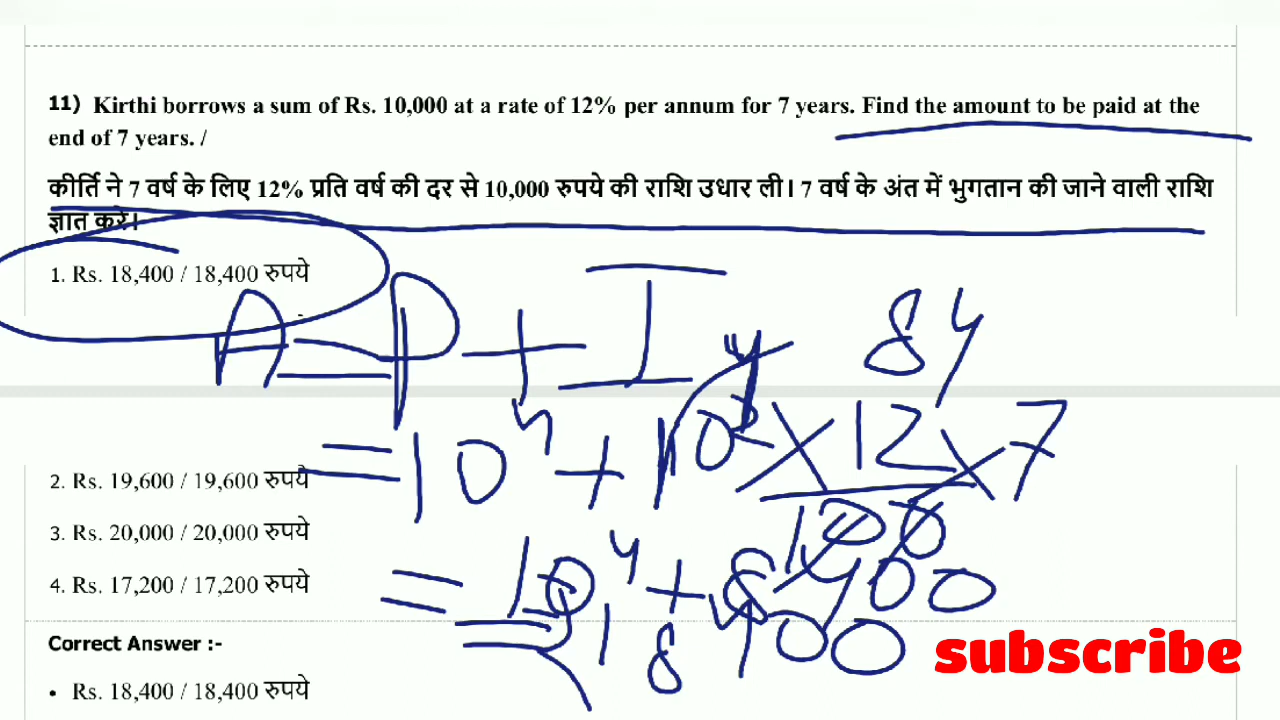 11) Kirthi borrows a sum of Rs. 10,000 at a rate of 12% per annum for 7 years. Find the amount to be paid at the
end of 7 years. /
कीर्ति ने 7 वर्ष के लिए 12% प्रति वर्ष की दर से 10,000 रुपये की राशि उधार ली। 7 वर्ष के अंत में भुगतान की जाने वाली राशि
ज्ञात करें।
1. Rs. 18,400 / 18,400 रुपये
A = P + I
84
= 10⁴ + 10⁴ × 12 × 7
100
2. Rs. 19,600 / 19,600 रुपये
3. Rs. 20,000 / 20,000 रुपये
= 10⁴ + 8400
4. Rs. 17,200 / 17,200 रुपये
18400
Correct Answer :-
• Rs. 18,400 / 18,400 रुपये
subscribe